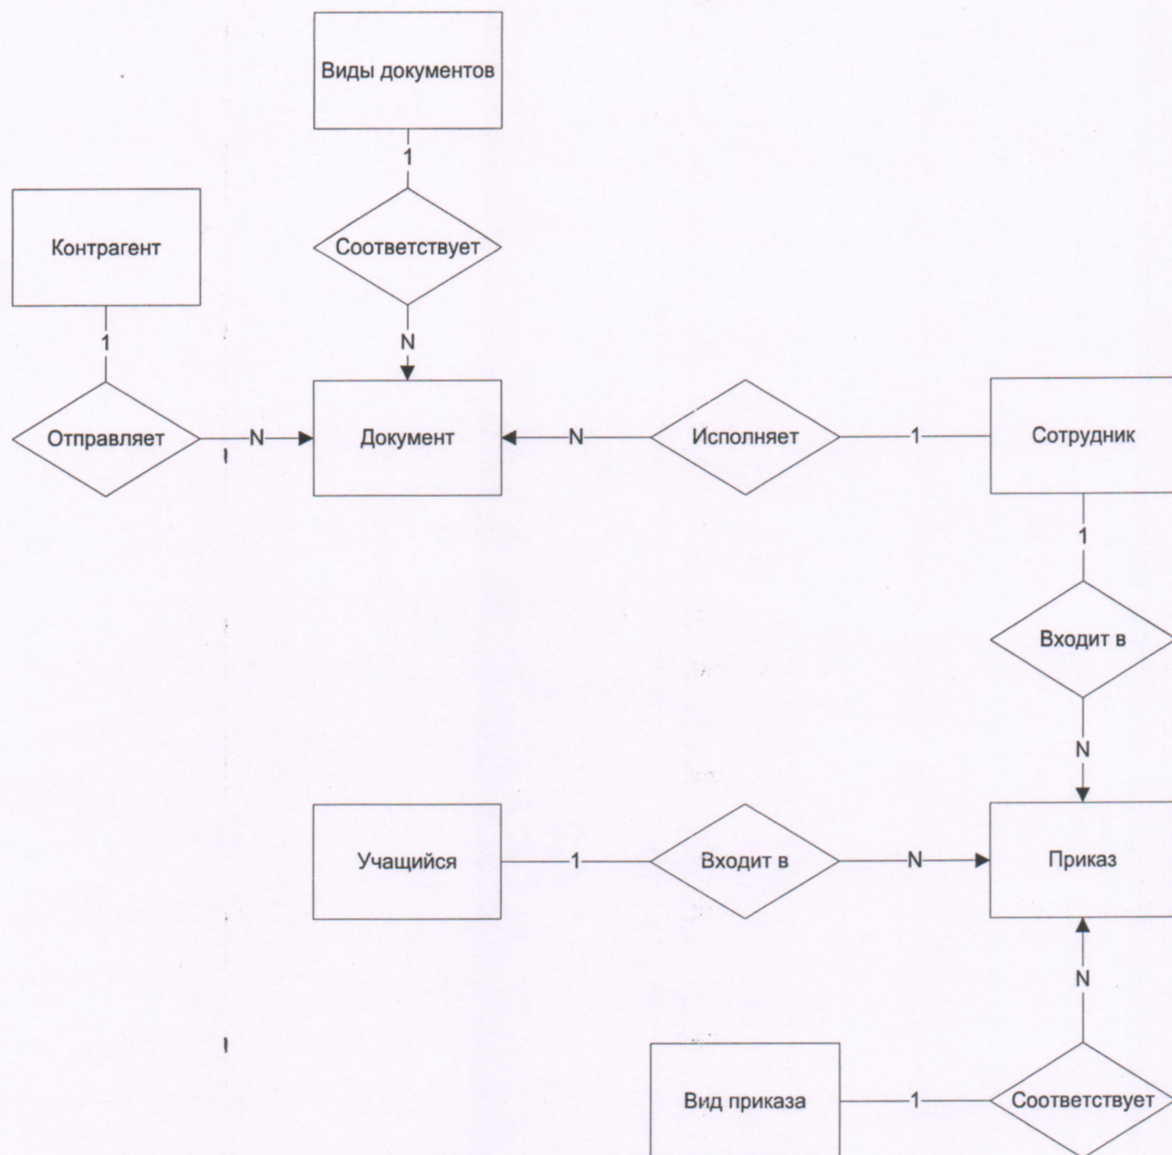 Виды документов
1
Контрагент
Соответствует
1
N
Отправляет
N
Документ
N
Исполняет
1
Сотрудник
1
Входит в
N
Учащийся
1
Входит в
N
Приказ
N
Вид приказа
1
Соответствует